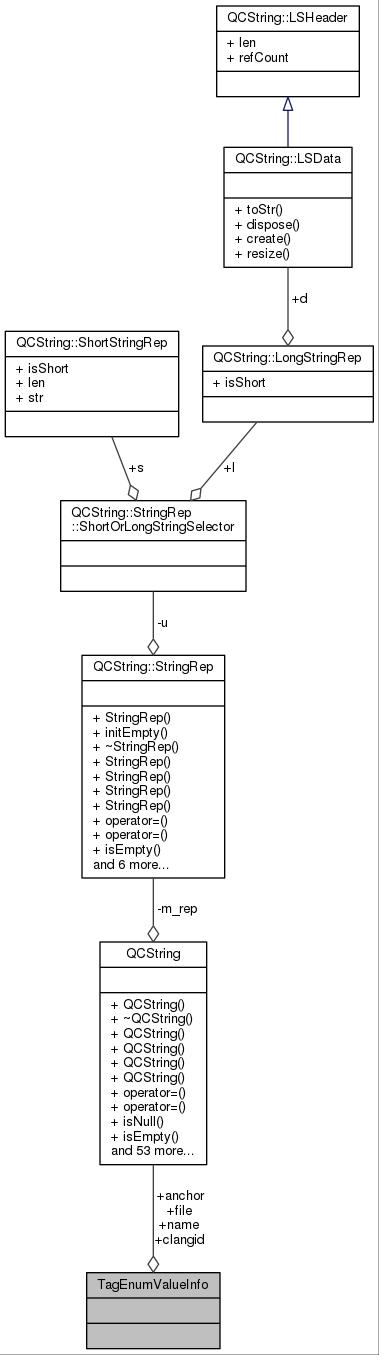 QCString::LSHeader
+ len
+ refCount
QCString::LSData
+ toStr()
+ dispose()
+ create()
+ resize()
+d
QCString::ShortStringRep
+ isShort
+ len
+ str
QCString::LongStringRep
+ isShort
+s
+l
QCString::StringRep
::ShortOrLongStringSelector
-u
QCString::StringRep
+ StringRep()
+ initEmpty()
+ ~StringRep()
+ StringRep()
+ StringRep()
+ StringRep()
+ StringRep()
+ operator=()
+ operator=()
+ isEmpty()
and 6 more...
-m_rep
QCString
+ QCString()
+ ~QCString()
+ QCString()
+ QCString()
+ QCString()
+ QCString()
+ operator=()
+ operator=()
+ isNull()
+ isEmpty()
and 53 more...
+anchor
+file
+name
+clangid
TagEnumValueInfo